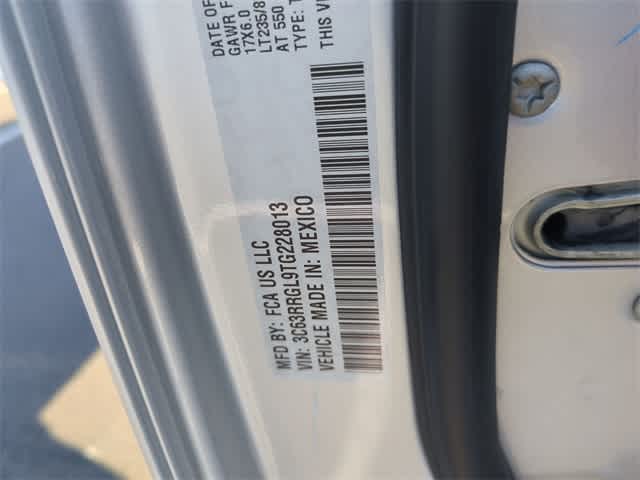 MFD BY: FCA US LLC
VIN: 3C63RRGL9TG228013
VEHICLE MADE IN: MEXICO
DATE OF
GAWR F
17X6.0
LT235/8
AT 550
TYPE: T
THIS V